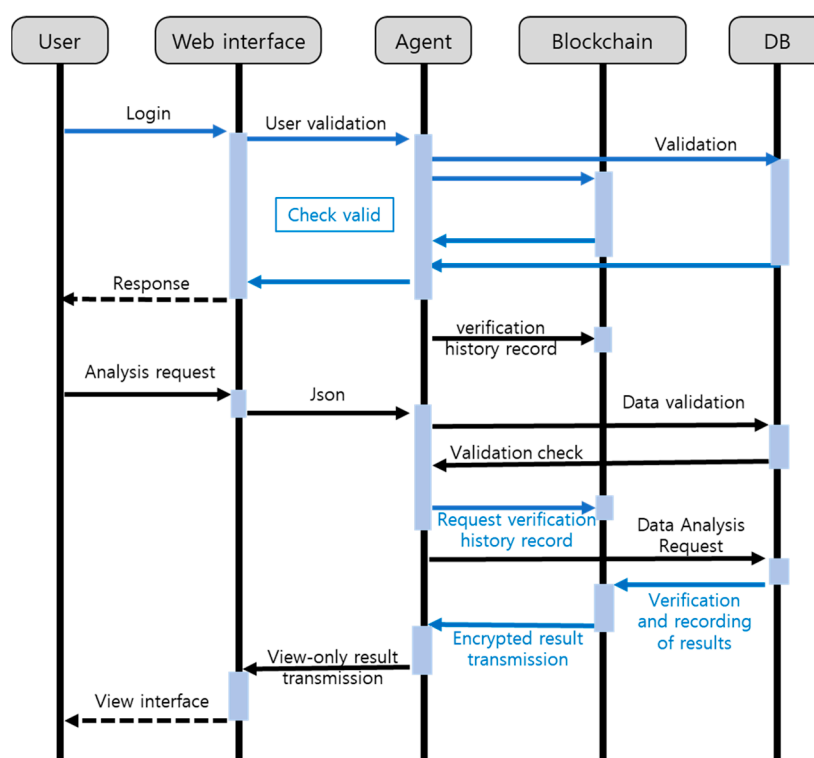 User
Web interface
Agent
Blockchain
DB
Login
User validation
Validation
Check valid
Response
verification
history record
Analysis request
Json
Data validation
Validation check
Request verification
history record
Data Analysis
Request
Verification
and recording
of results
Encrypted result
transmission
View-only result
transmission
View interface